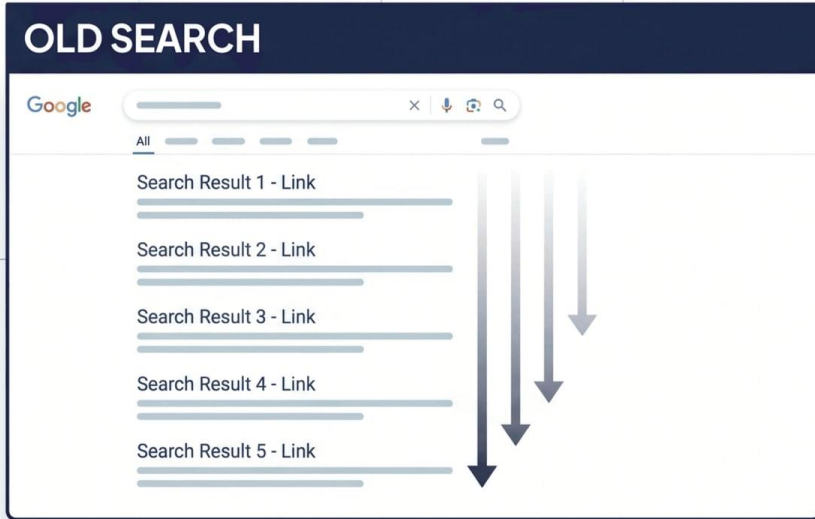 OLD SEARCH
Google
All
Search Result 1 - Link
Search Result 2 - Link
Search Result 3 - Link
Search Result 4 - Link
Search Result 5 - Link